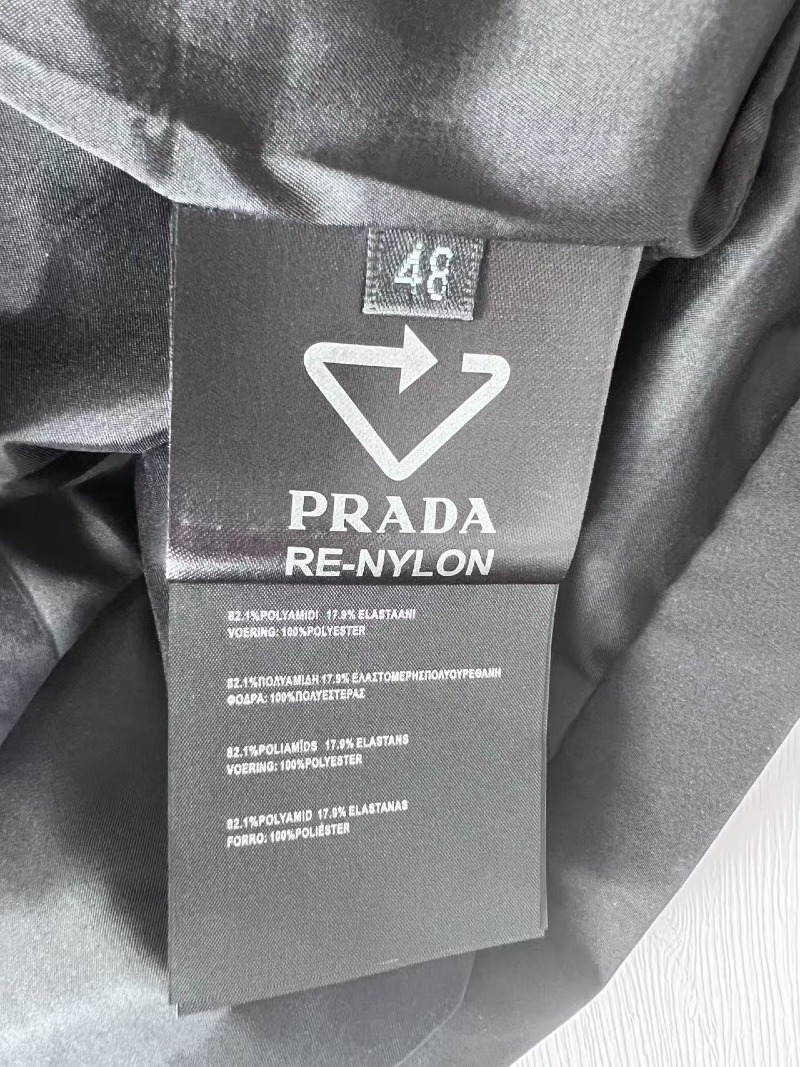 48
PRADA
RE-NYLON
82.1%POLYAMIDI 17.9% ELASTAANI
VOERING: 100%POLYESTER
82.1%ΠΟΛΥΑΜΙΔΗ 17.9% ΕΛΑΣΤΟΜΕΡΗΣΠΟΛΥΟΥΡΕΘΑΝΗ
ΦΟΔΡΑ: 100%ΠΟΛΥΕΣΤΕΡΑΣ
82.1%POLIAMĪDS 17.9% ELASTANS
VOERING: 100%POLYESTER
82.1%POLYAMID 17.9% ELASTANAS
FORRO: 100%POLIÉSTER